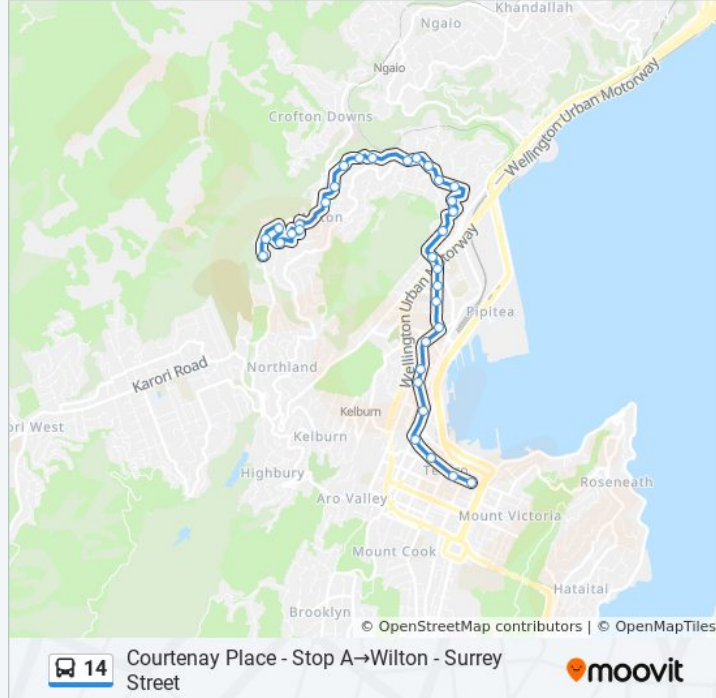 Khandallah
Ngaio
Ngaio
Crofton Downs
Wellington Urban Motorway
ton
Wellington Urban Motorway
Pipitea
Karori Road
Northland
ori West
Kelburn
Kelburn
Highbury
Te
o
Roseneath
Aro Valley
Mount Victoria
Mount Cook
Hataitai
Brooklyn
© OpenStreetMap contributors | © OpenMapTiles
14
Courtenay Place - Stop A→Wilton - Surrey
Street
moovit